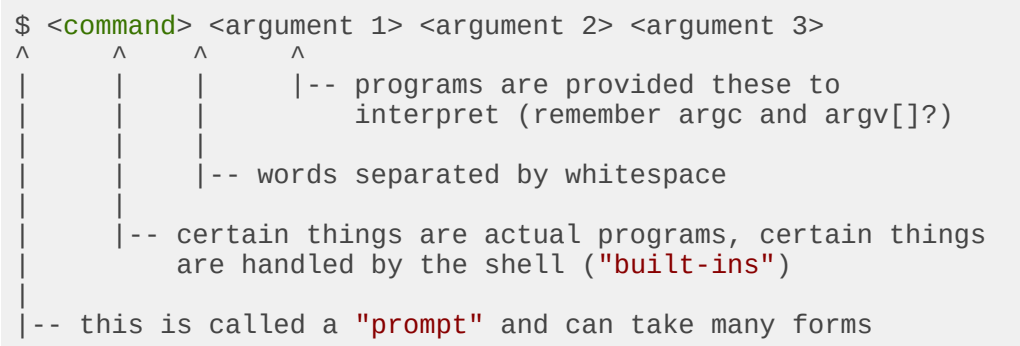 $ <command> <argument 1> <argument 2> <argument 3>
^     ^     ^     ^
|     |     |     |-- programs are provided these to
|     |     |         interpret (remember argc and argv[]?)
|     |     |
|     |     |-- words separated by whitespace
|     |
|     |-- certain things are actual programs, certain things
|         are handled by the shell ("built-ins")
|
|-- this is called a "prompt" and can take many forms